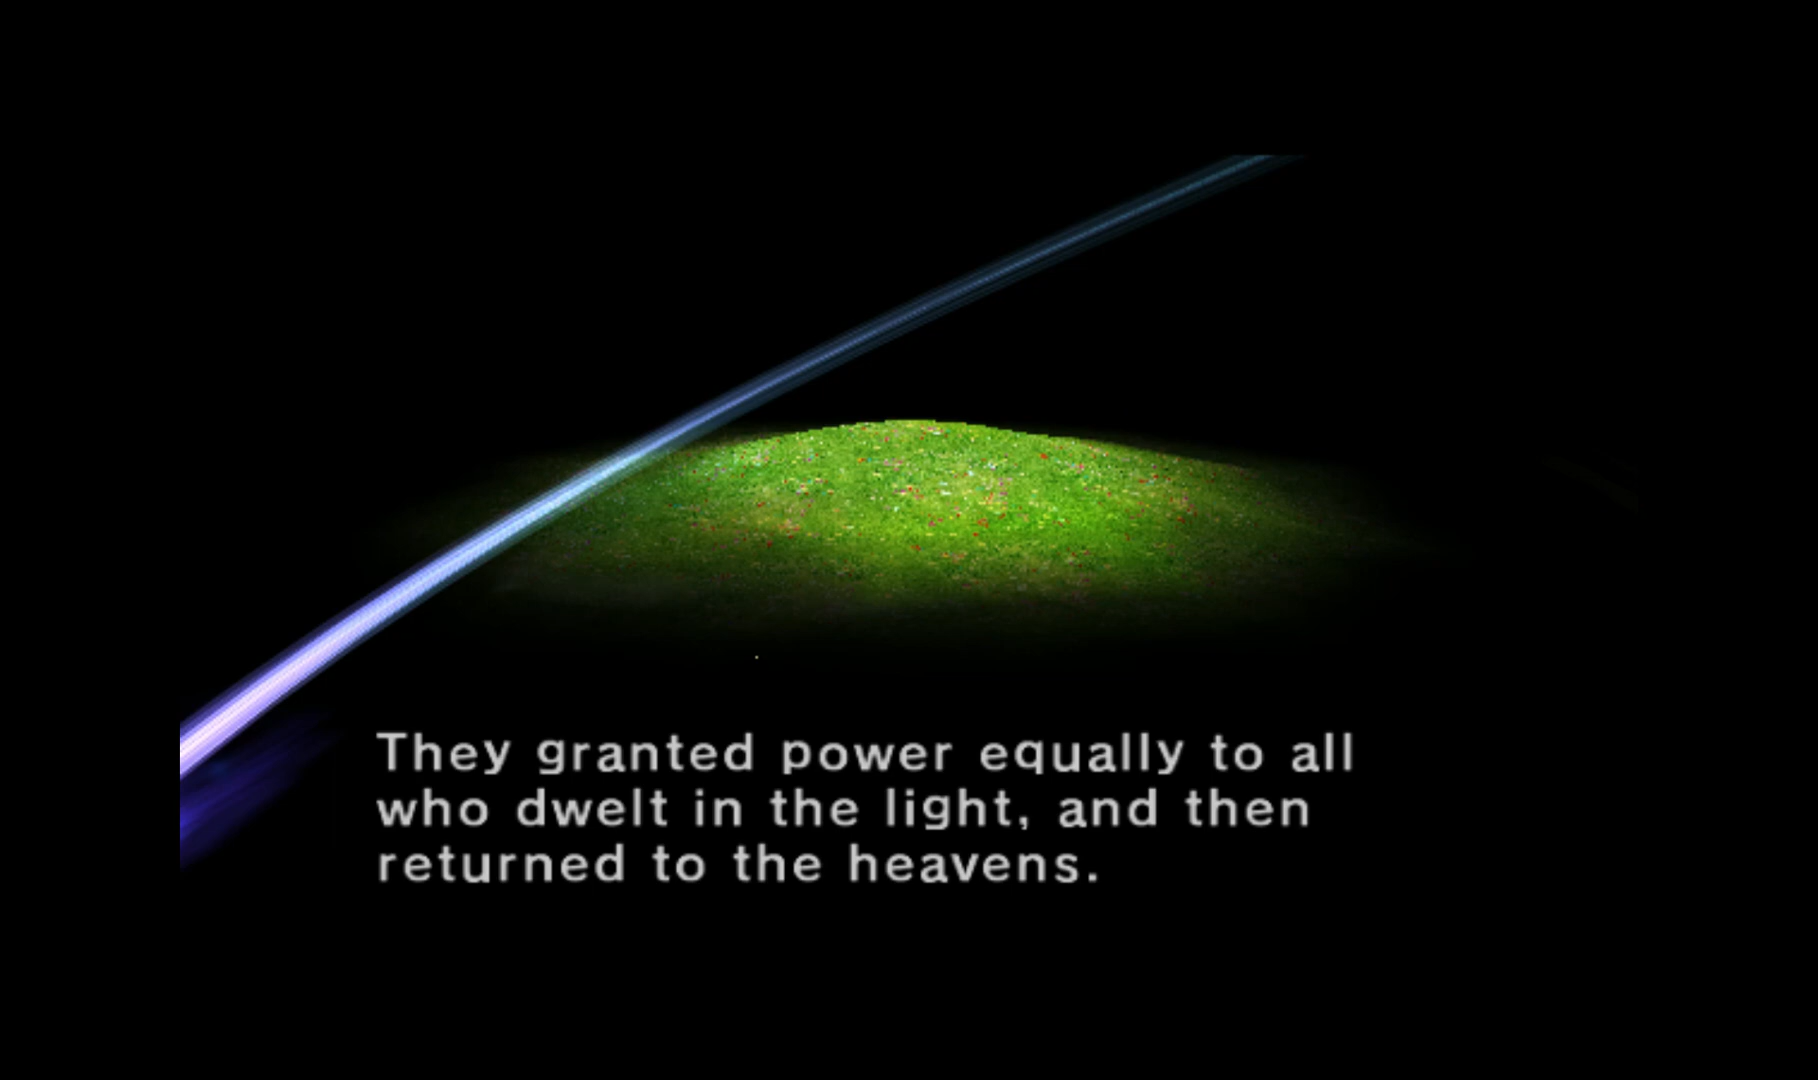 They granted power equally to all
who dwelt in the light, and then
returned to the heavens.